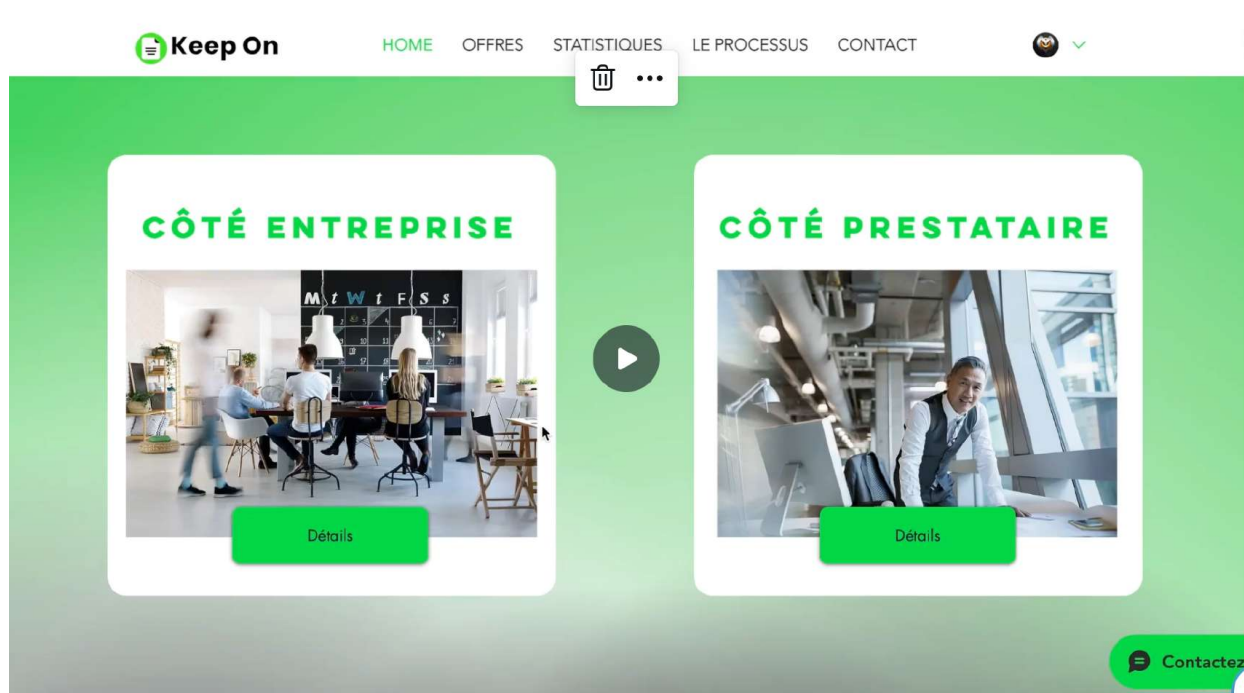 Keep On
HOME OFFRES STATISTIQUES LE PROCESSUS CONTACT
CÔTÉ ENTREPRISE
CÔTÉ PRESTATAIRE
M t W t F S s
Détails
Détails
Contactez